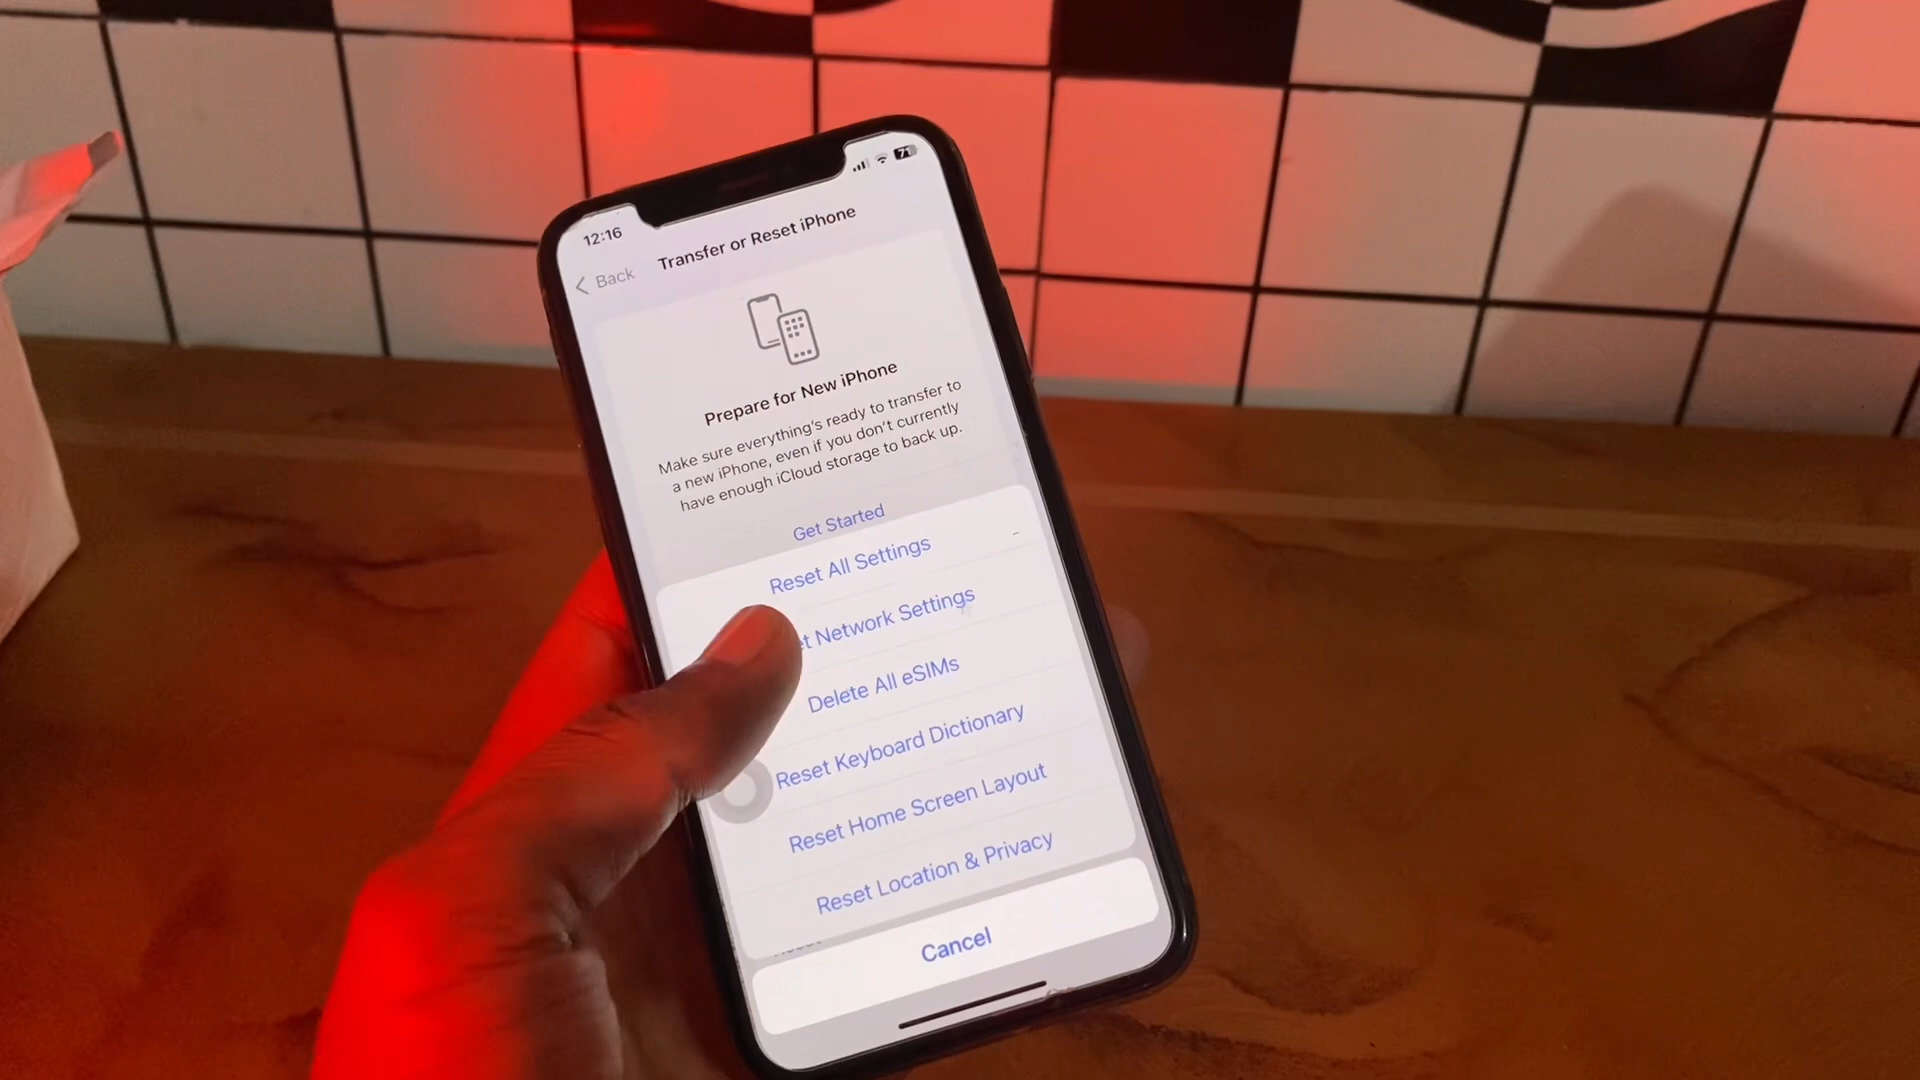 12:16
71
Back
Transfer or Reset iPhone
Prepare for New iPhone
Make sure everything's ready to transfer to
a new iPhone, even if you don't currently
have enough iCloud storage to back up.
Get Started
Reset All Settings
Network Settings
Delete All eSIMs
Reset Keyboard Dictionary
Reset Home Screen Layout
Reset Location & Privacy
Cancel